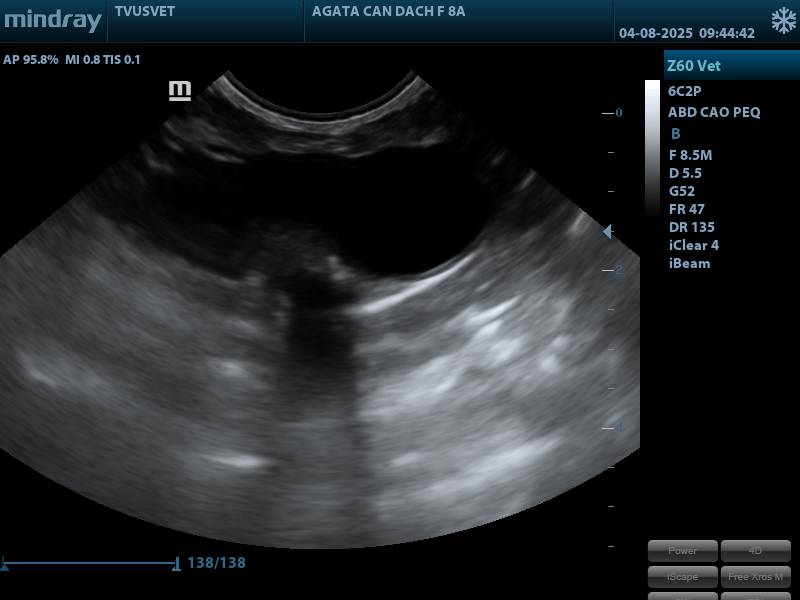 mindray
TVUSVET
AGATA CAN DACH F 8A
04-08-2025 09:44:42
AP 95.8% MI 0.8 TIS 0.1
m
Z60 Vet
6C2P
ABD CAO PEQ
B
F 8.5M
D 5.5
G52
FR 47
DR 135
iClear 4
iBeam
0
2
4
138/138
Power
4D
iScape
Free Xros M